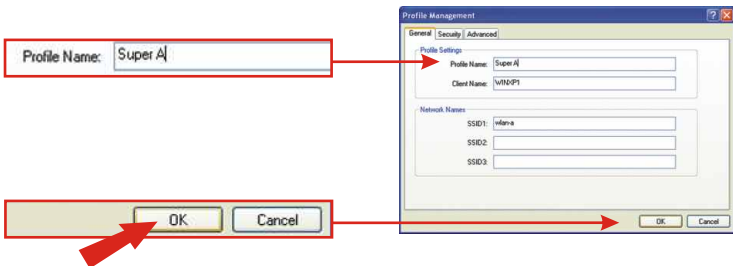 Profile Name: Super A
OK Cancel
Profile Management
General Security Advanced
Profile Settings
Profile Name: Super A
Client Name: WINXP1
Network Names
SSID1: wlan-a
SSID2:
SSID3:
OK Cancel